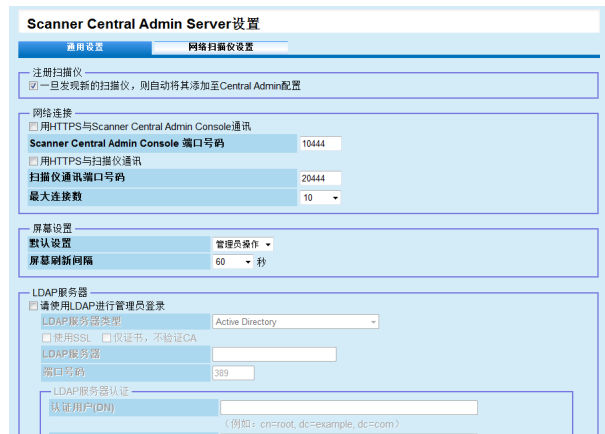 Scanner Central Admin Server设置
通用设置 网络扫描仪设置
注册扫描仪
一旦发现新的扫描仪，则自动将其添加至Central Admin配置
网络连接
用HTTPS与Scanner Central Admin Console通讯
Scanner Central Admin Console 端口号码 10444
用HTTPS与扫描仪通讯
扫描仪通讯端口号码 20444
最大连接数 10
屏幕设置
默认设置 管理员操作
屏幕刷新间隔 60 秒
LDAP服务器
请使用LDAP进行管理员登录
LDAP服务器类型 Active Directory
使用SSL 仅证书，不验证CA
LDAP服务器
端口号码 389
LDAP服务器认证
认证用户(DN)
（例如：cn=root, dc=example, dc=com）